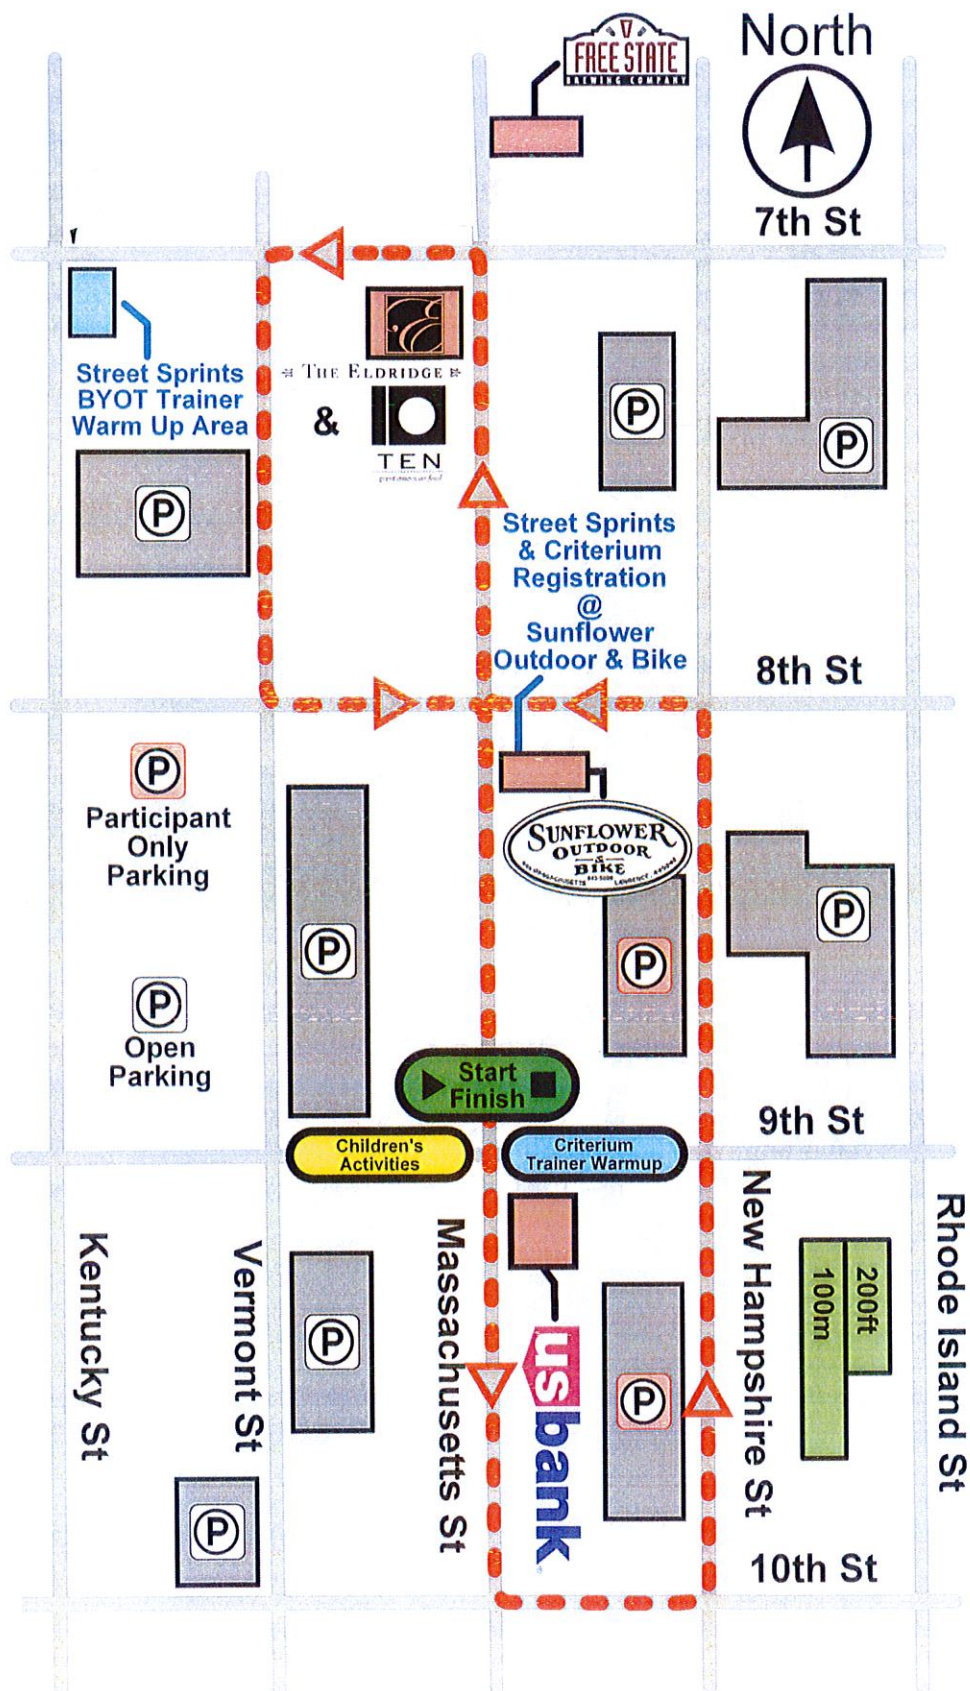 FREE STATE
BREWING COMPANY
North
7th St
Street Sprints
BYOT Trainer
Warm Up Area
THE ELDRIDGE
&
TEN
P
P
P
P
Street Sprints
& Criterium
Registration
@
Sunflower
Outdoor & Bike
8th St
P
Participant
Only
Parking
SUNFLOWER
OUTDOOR
&
BIKE
P
P
P
P
Open
Parking
Start
Finish
9th St
Children's
Activities
Criterium
Trainer Warmup
Kentucky St
Vermont St
Massachusetts St
New Hampshire St
Rhode Island St
200ft
100m
P
us bank
P
P
10th St